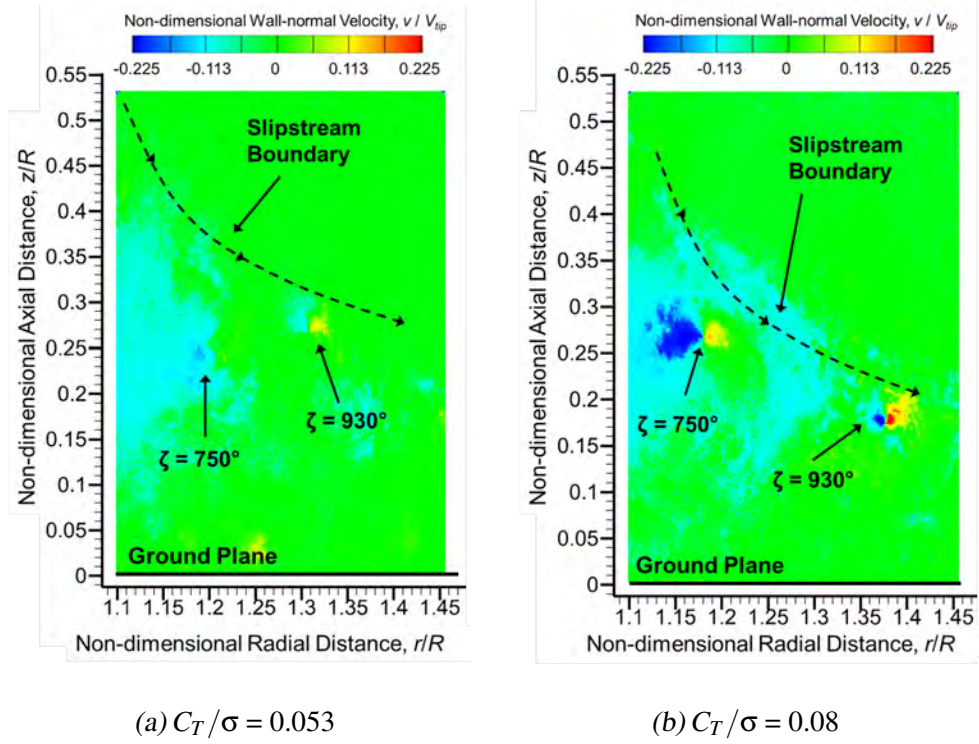 Non-dimensional Wall-normal Velocity, v / V_tip
-0.225 -0.113 0 0.113 0.225
0.55
0.5
0.45
0.4
0.35
0.3
0.25
0.2
0.15
0.1
0.05
0
Non-dimensional Axial Distance, z/R
Slipstream
Boundary
ζ = 750°
ζ = 930°
Ground Plane
1.1 1.15 1.2 1.25 1.3 1.35 1.4 1.45
Non-dimensional Radial Distance, r/R
(a) C_T/σ = 0.053
Non-dimensional Wall-normal Velocity, v / V_tip
-0.225 -0.113 0 0.113 0.225
0.55
0.5
0.45
0.4
0.35
0.3
0.25
0.2
0.15
0.1
0.05
0
Non-dimensional Axial Distance, z/R
Slipstream
Boundary
ζ = 750°
ζ = 930°
Ground Plane
1.1 1.15 1.2 1.25 1.3 1.35 1.4 1.45
Non-dimensional Radial Distance, r/R
(b) C_T/σ = 0.08